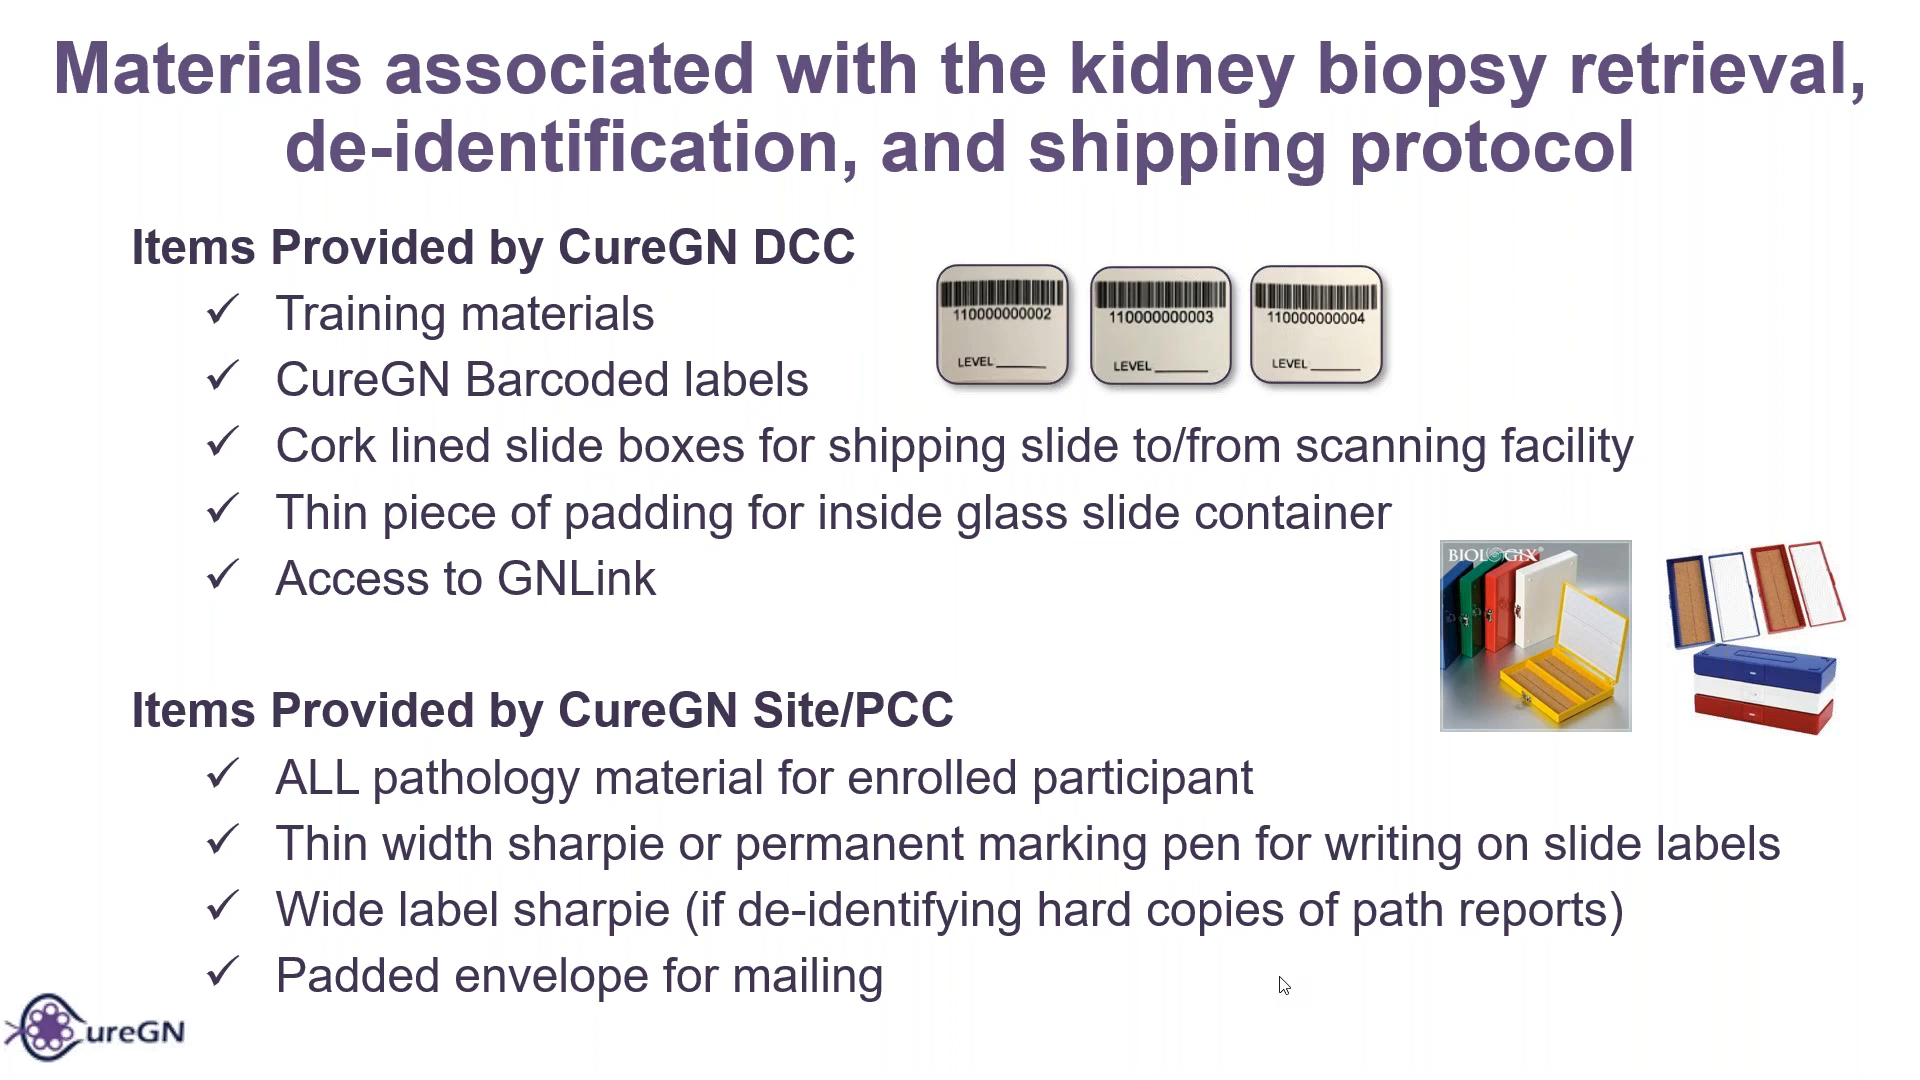 Materials associated with the kidney biopsy retrieval,
de-identification, and shipping protocol
Items Provided by CureGN DCC
✓ Training materials
✓ CureGN Barcoded labels
110000000002
LEVEL ______
110000000003
LEVEL ______
110000000004
LEVEL ______
✓ Cork lined slide boxes for shipping slide to/from scanning facility
✓ Thin piece of padding for inside glass slide container
✓ Access to GNLink
BIOLOGIX®
Items Provided by CureGN Site/PCC
✓ ALL pathology material for enrolled participant
✓ Thin width sharpie or permanent marking pen for writing on slide labels
✓ Wide label sharpie (if de-identifying hard copies of path reports)
✓ Padded envelope for mailing
CureGN